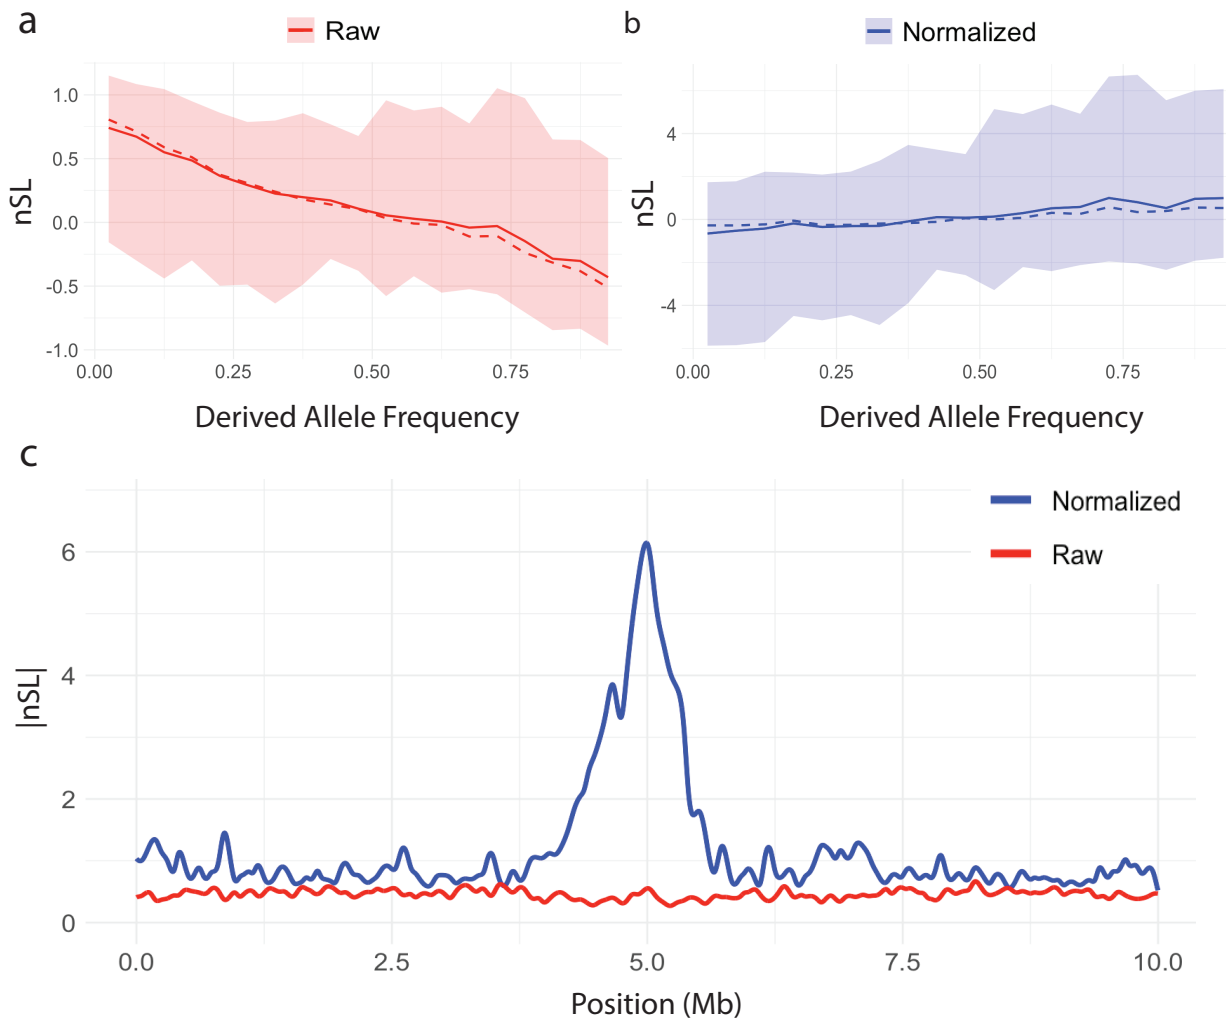 a
Raw
1.0
0.5
0.0
-0.5
-1.0
nSL
0.00 0.25 0.50 0.75
Derived Allele Frequency
b
Normalized
4
0
-4
nSL
0.00 0.25 0.50 0.75
Derived Allele Frequency
c
Normalized
Raw
6
4
2
0
|nSL|
0.0 2.5 5.0 7.5 10.0
Position (Mb)